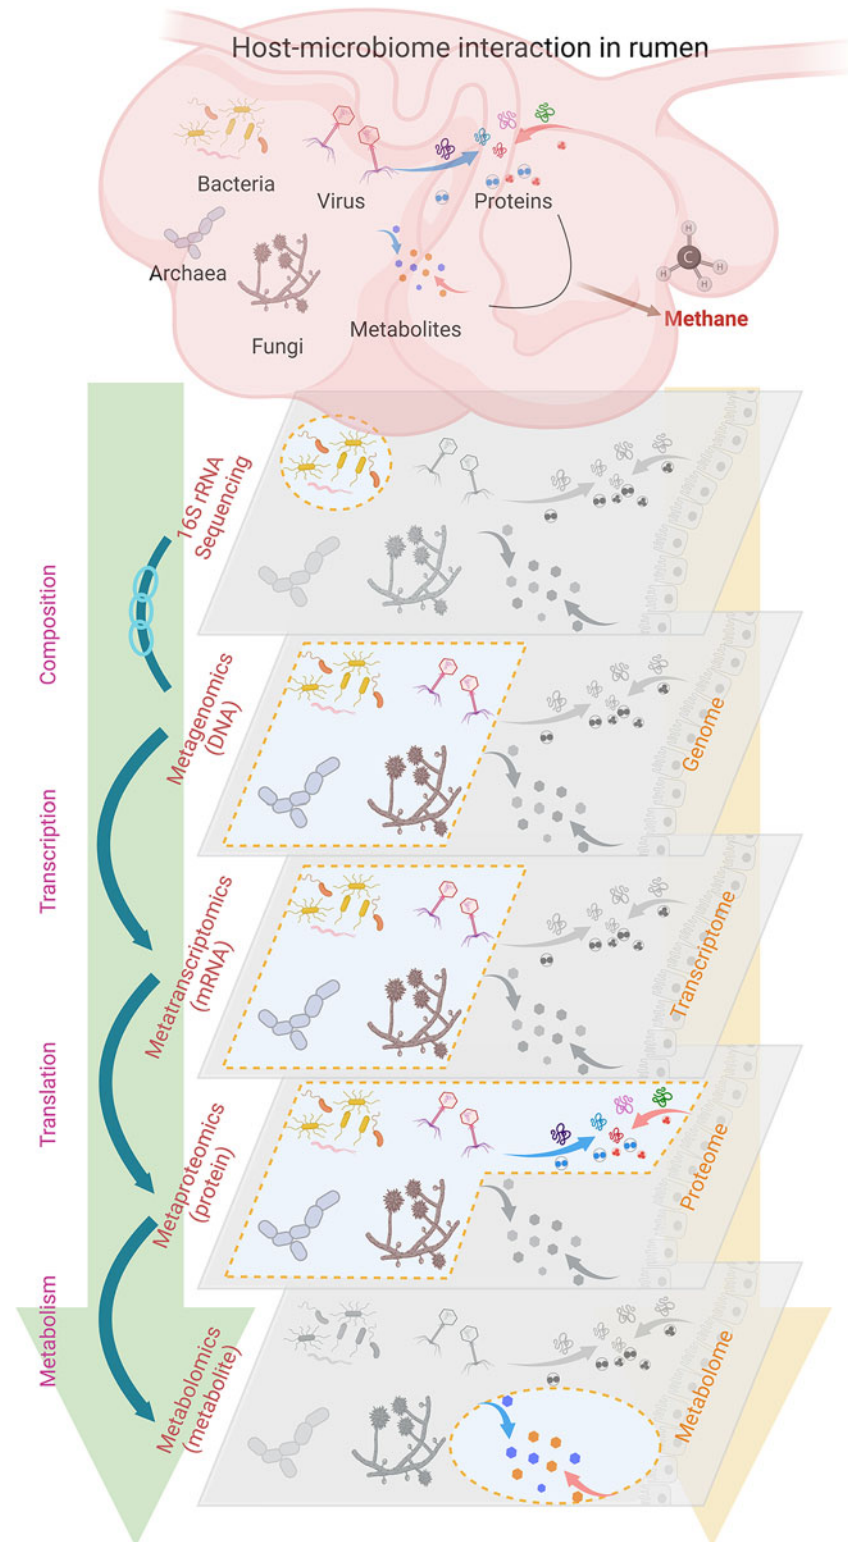 Host-microbiome interaction in rumen
Bacteria
Virus
Proteins
Archaea
Fungi
Metabolites
H
H
C
H
H
Methane
16S rRNA
Sequencing
Composition
Metagenomics
(DNA)
Genome
Transcription
Metatranscriptomics
(mRNA)
Transcriptome
Translation
Metaproteomics
(protein)
Proteome
Metabolism
Metabolomics
(metabolite)
Metabolome